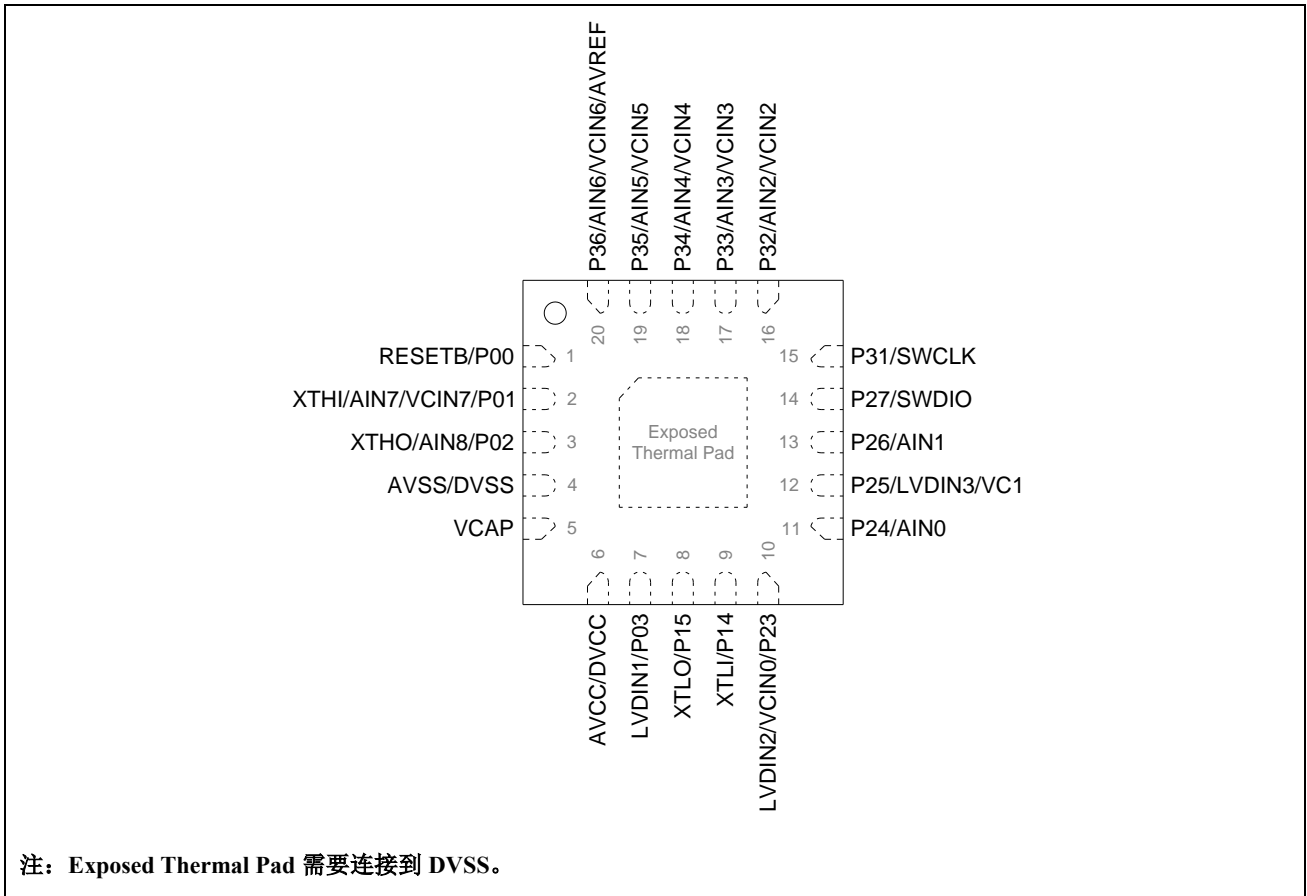 P36/AIN6/VCIN6/AVREF
P35/AIN5/VCIN5
P34/AIN4/VCIN4
P33/AIN3/VCIN3
P32/AIN2/VCIN2
20
19
18
17
16
RESETB/P00
1
XTHI/AIN7/VCIN7/P01
2
XTHO/AIN8/P02
3
AVSS/DVSS
4
VCAP
5
Exposed
Thermal Pad
15
P31/SWCLK
14
P27/SWDIO
13
P26/AIN1
12
P25/LVDIN3/VC1
11
P24/AIN0
6
7
8
9
10
AVCC/DVCC
LVDIN1/P03
XTLO/P15
XTLI/P14
LVDIN2/VCIN0/P23
注：Exposed Thermal Pad 需要连接到 DVSS。